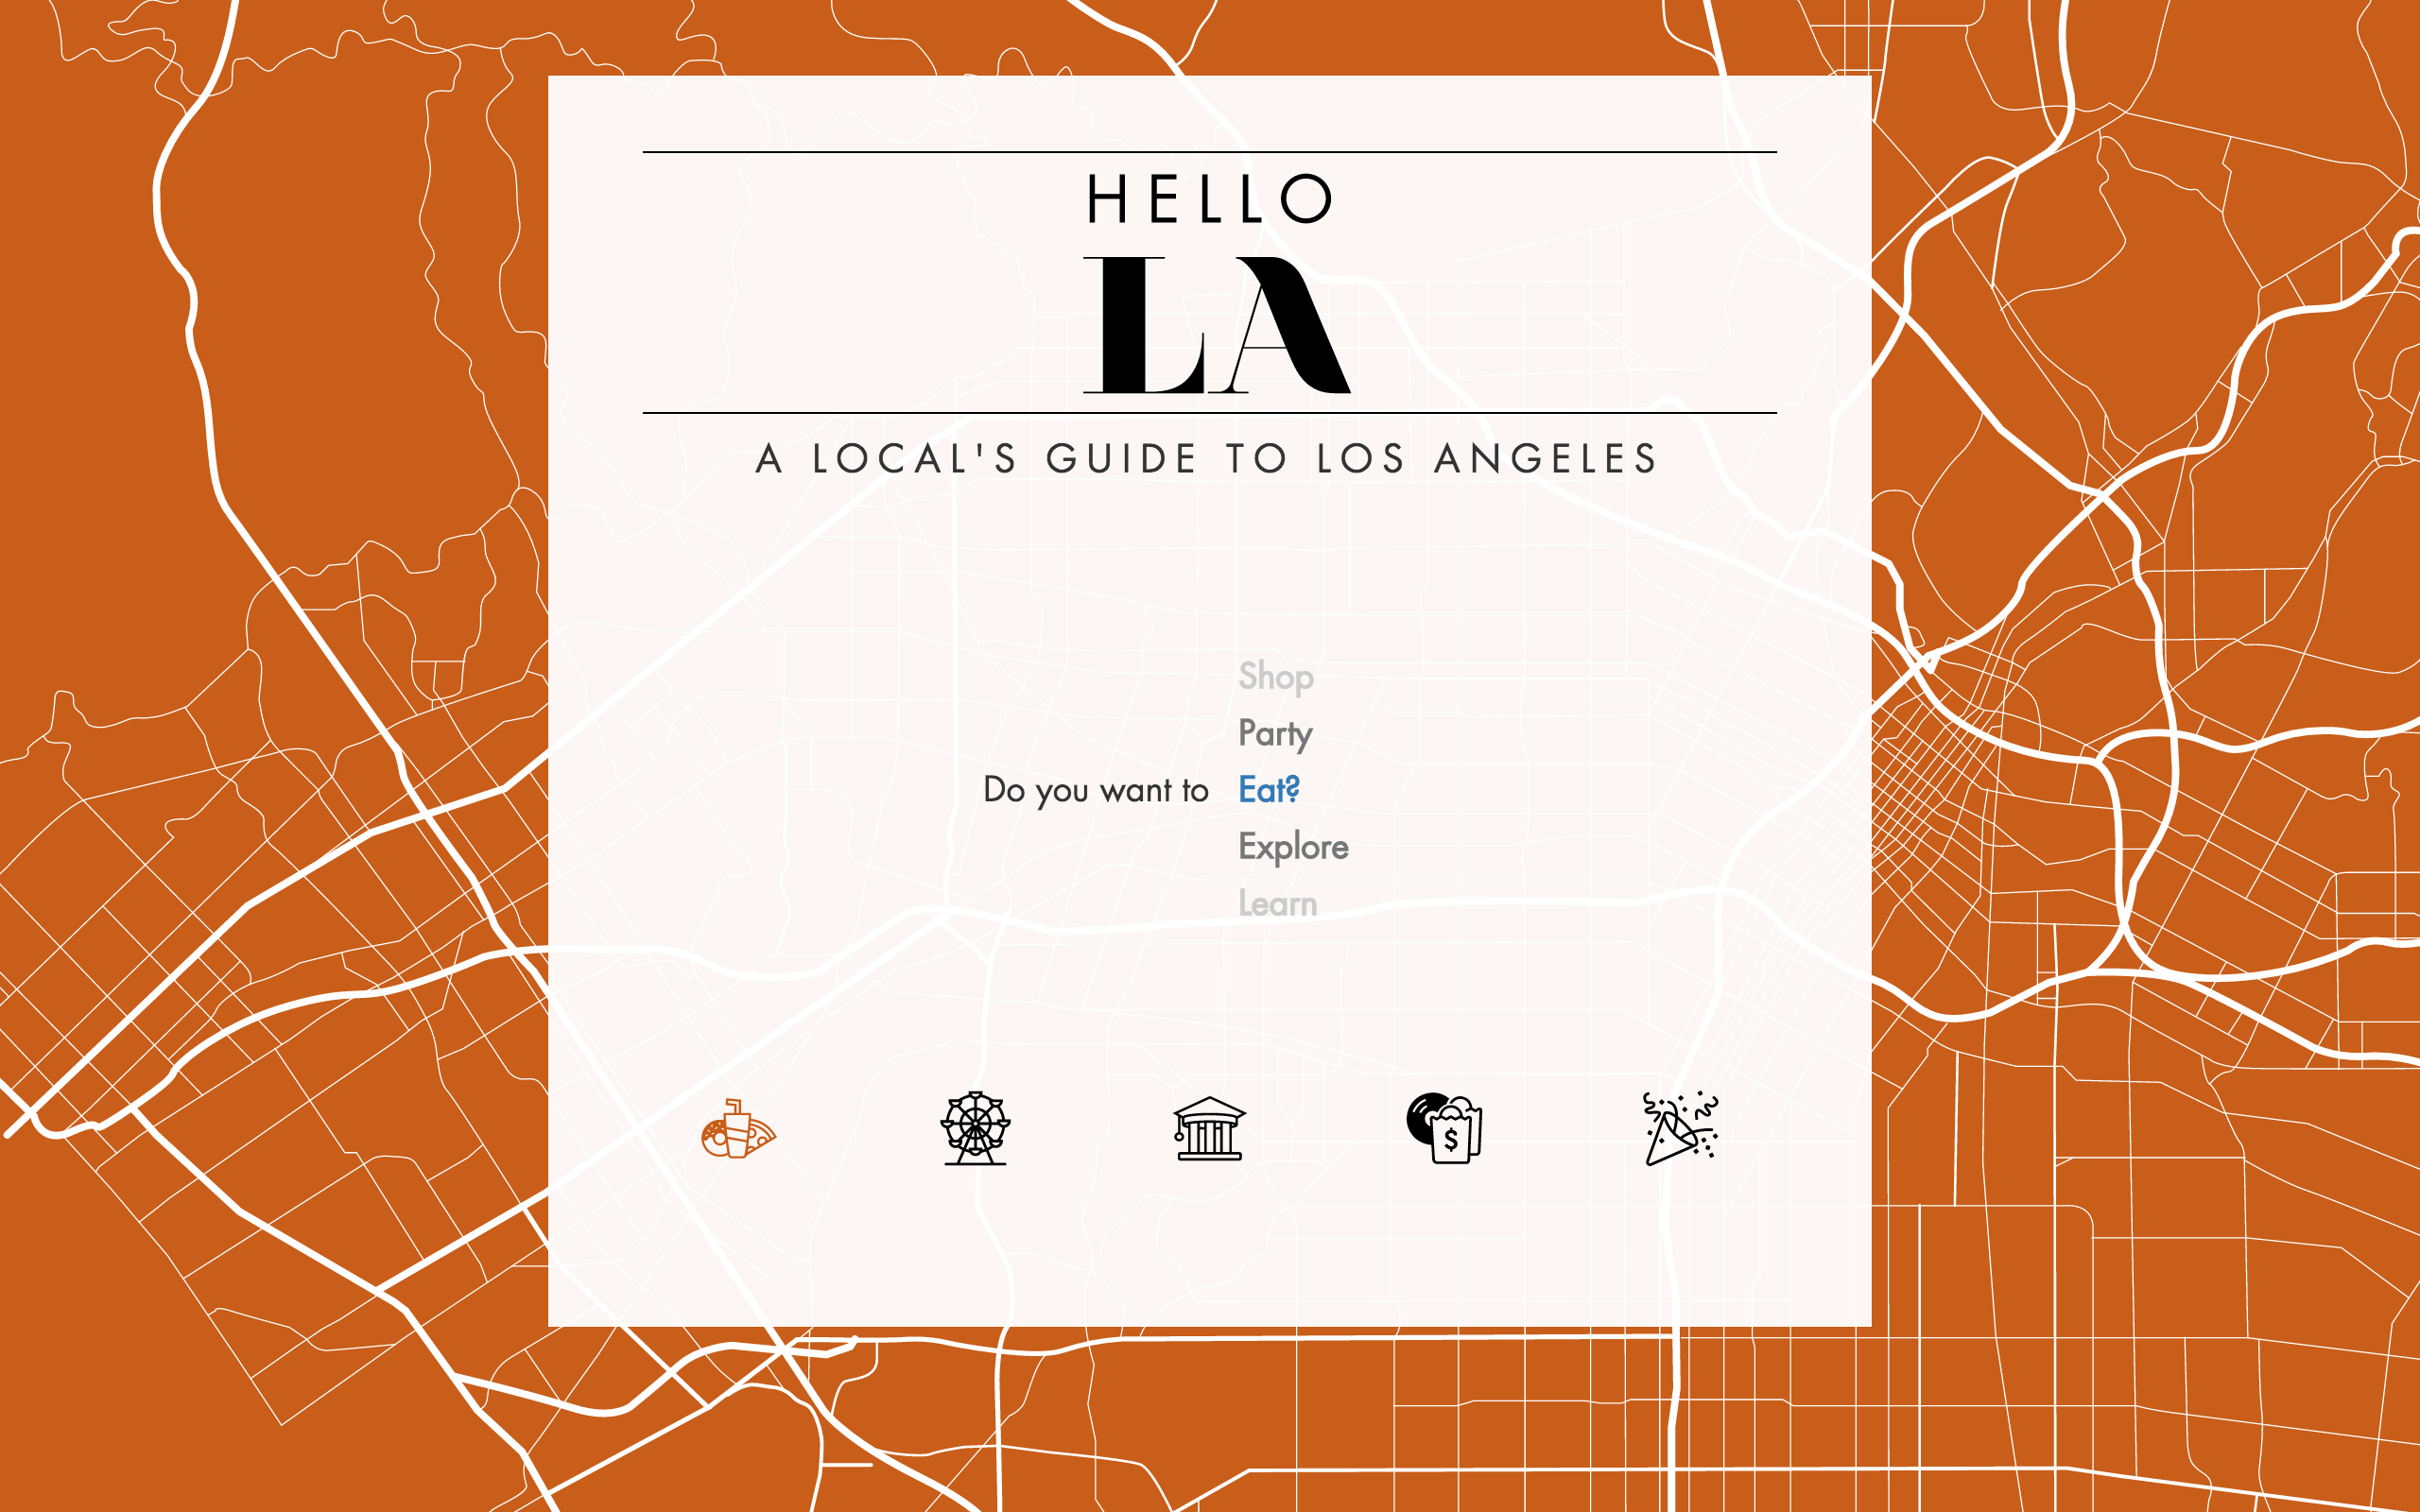 HELLO
LA
A LOCAL'S GUIDE TO LOS ANGELES
Shop
Party
Do you want to Eat?
Explore
Learn
$